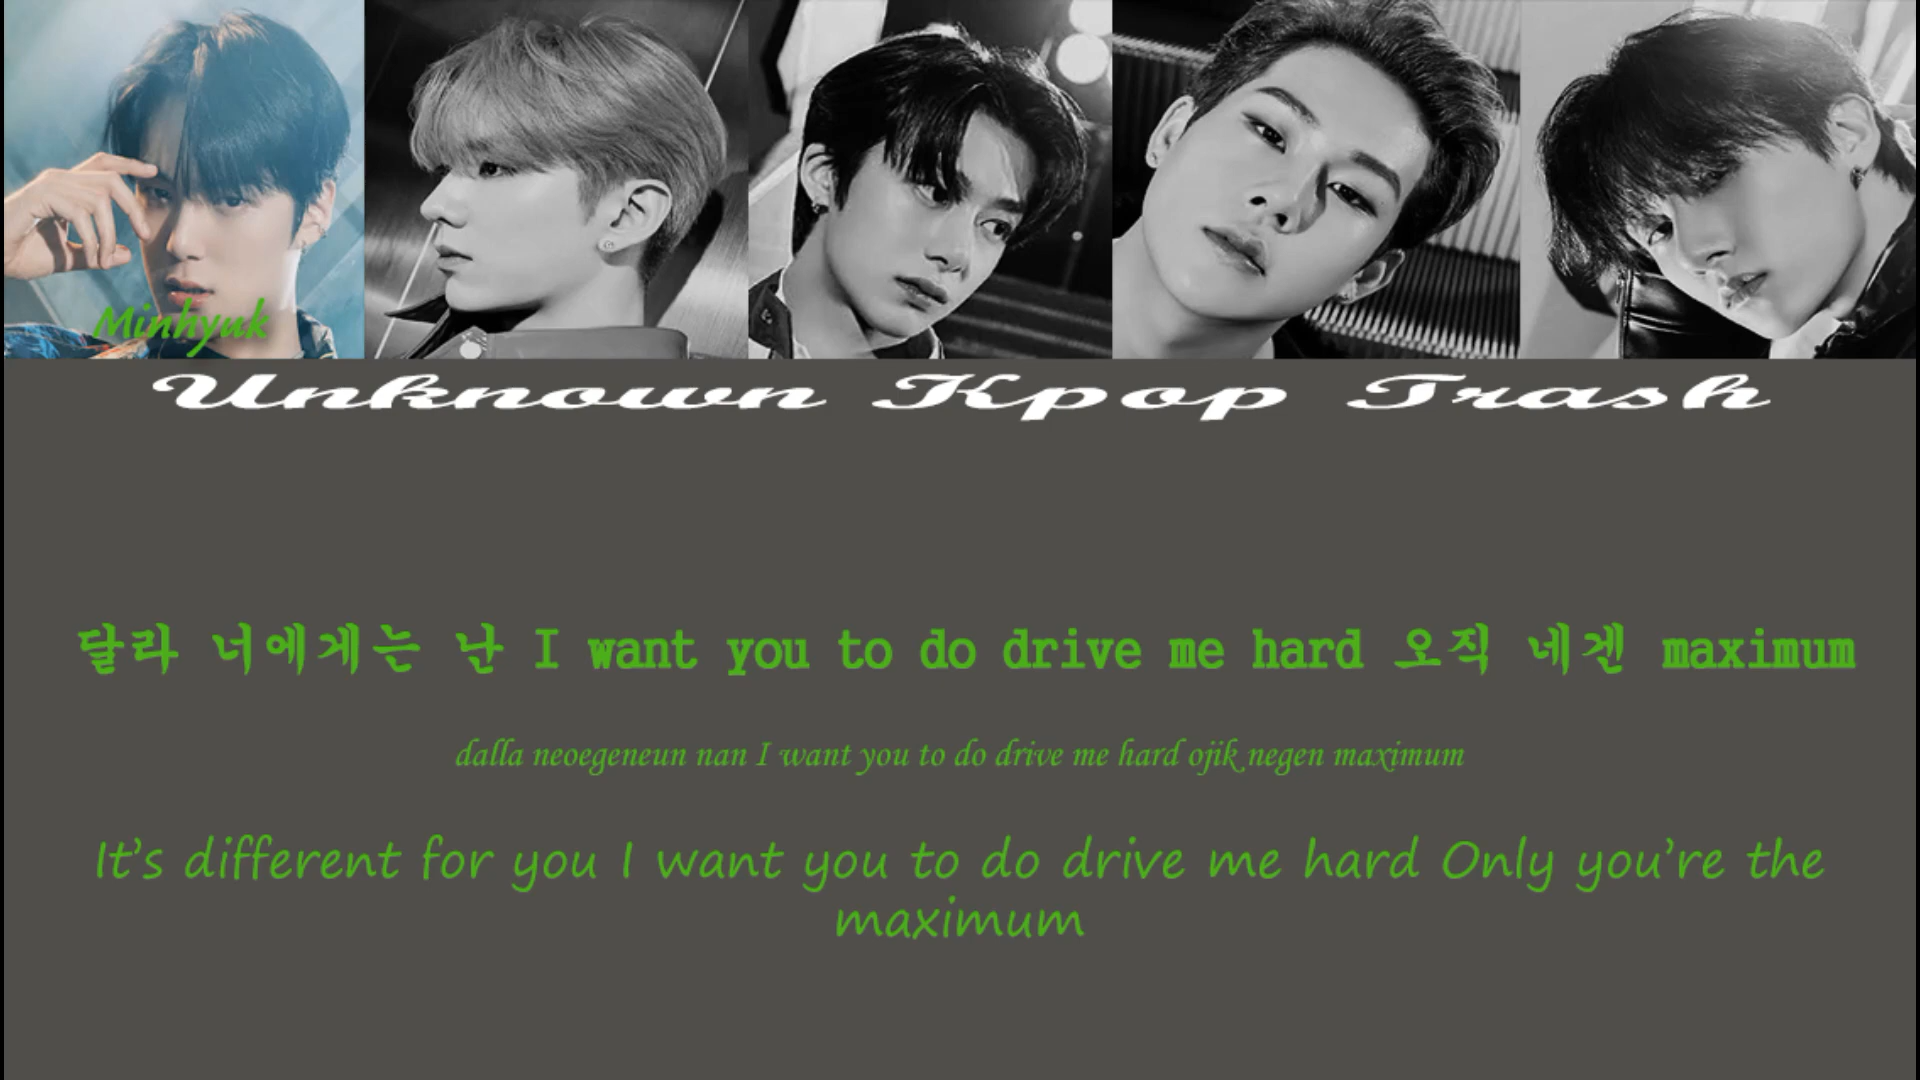 Minhyuk
Unknown Kpop Trash
달라 너에게는 난 I want you to do drive me hard 오직 네겐 maximum
dalla neoegeneun nan I want you to do drive me hard ojik negen maximum
It's different for you I want you to do drive me hard Only you're the
maximum